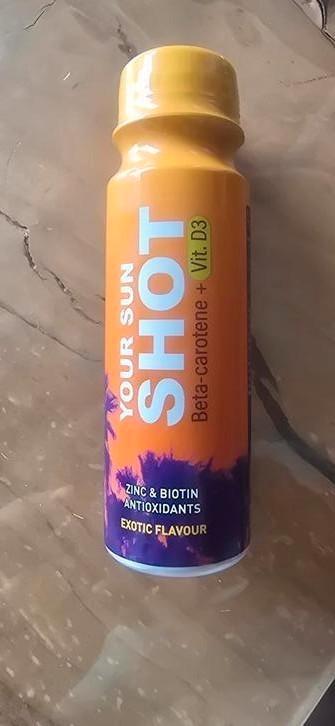 YOUR SUN
SHOT
Beta-carotene + Vit. D3
ZINC & BIOTIN
ANTIOXIDANTS
EXOTIC FLAVOUR